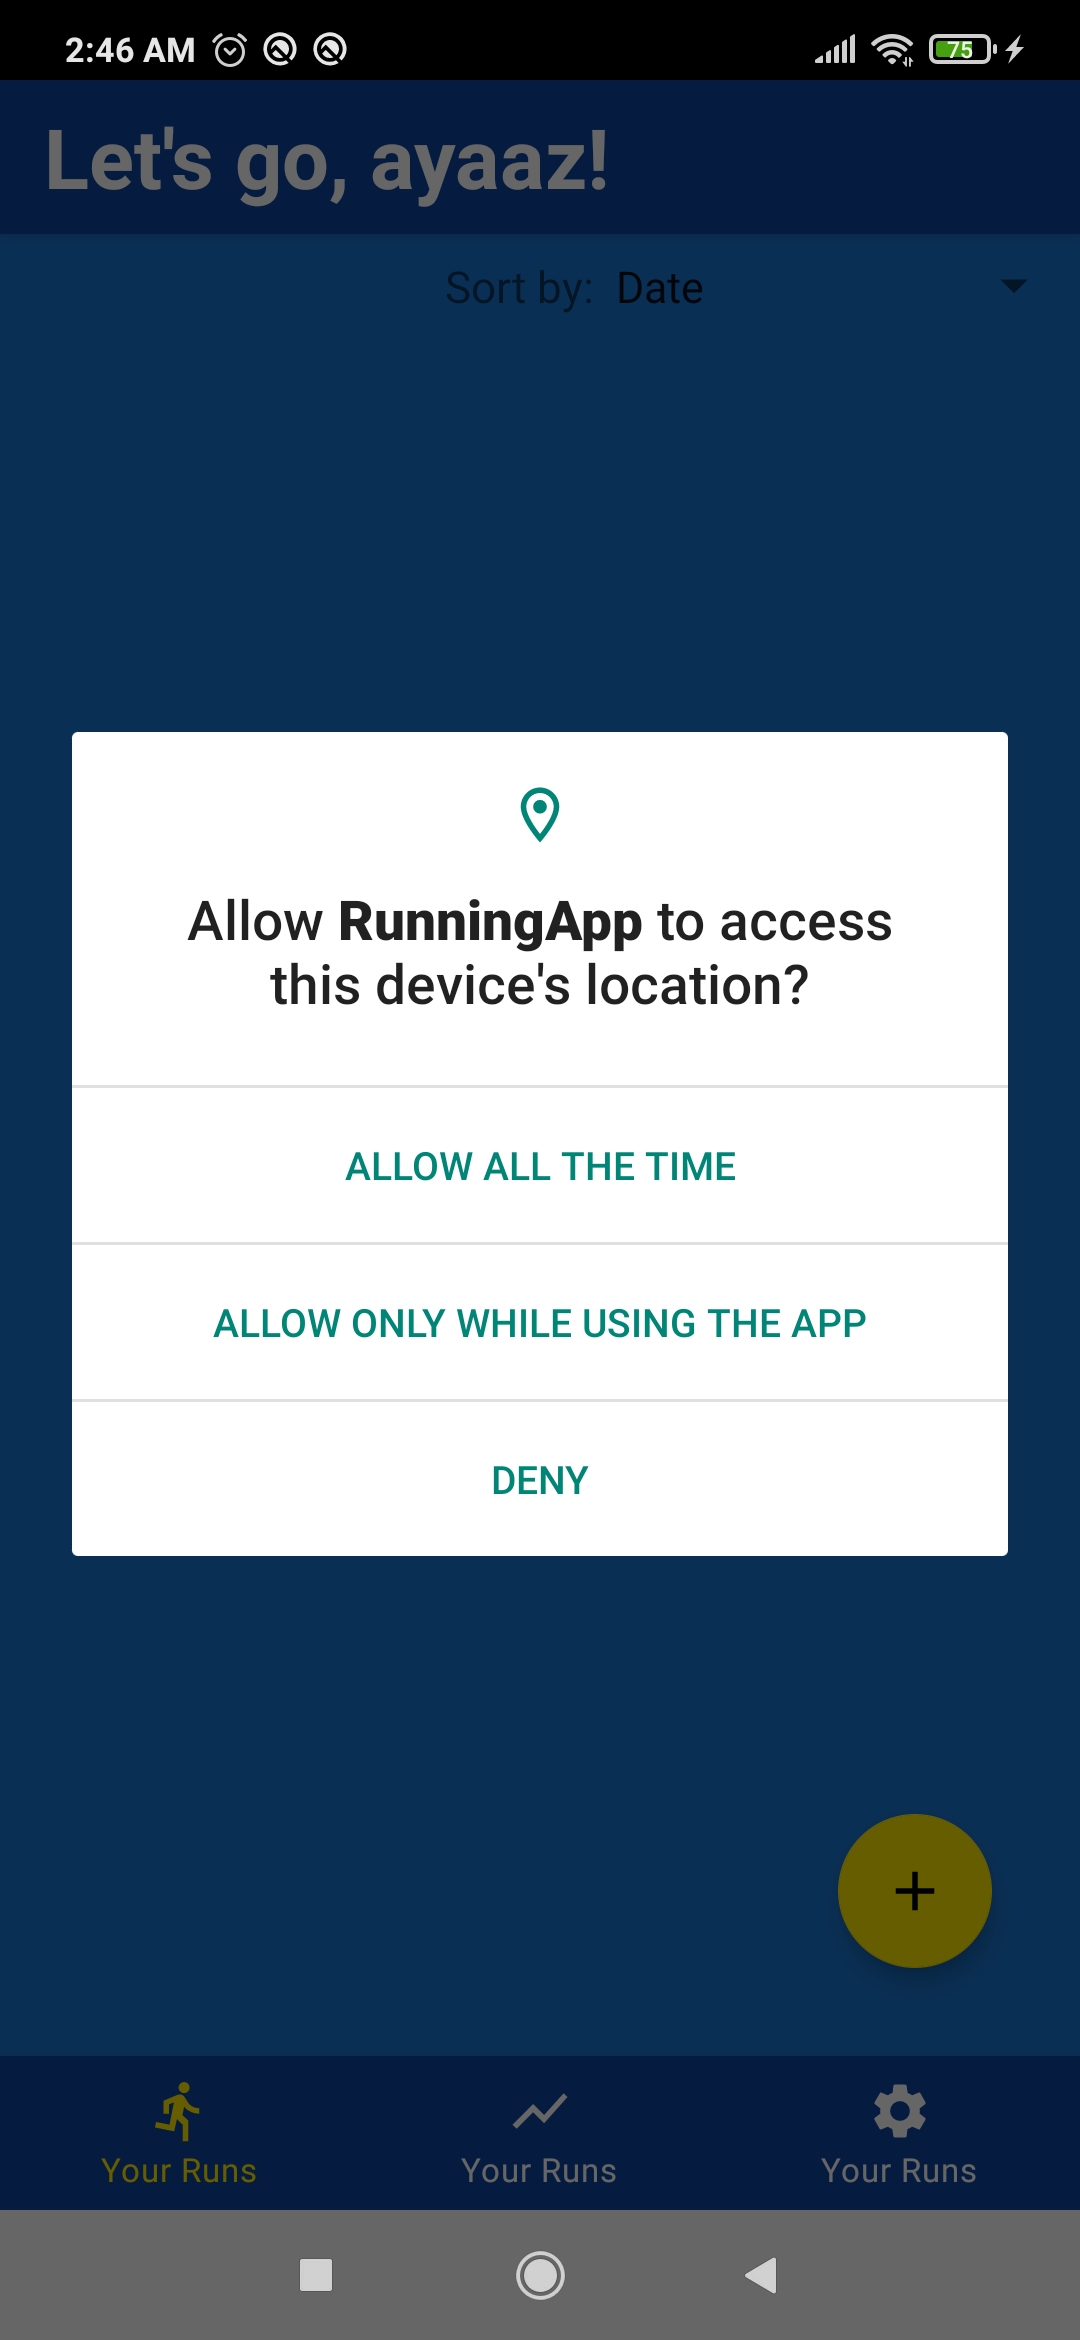 2:46 AM
75
Let's go, ayaaz!
Sort by: Date
Allow RunningApp to access
this device's location?
ALLOW ALL THE TIME
ALLOW ONLY WHILE USING THE APP
DENY
+
Your Runs Your Runs Your Runs